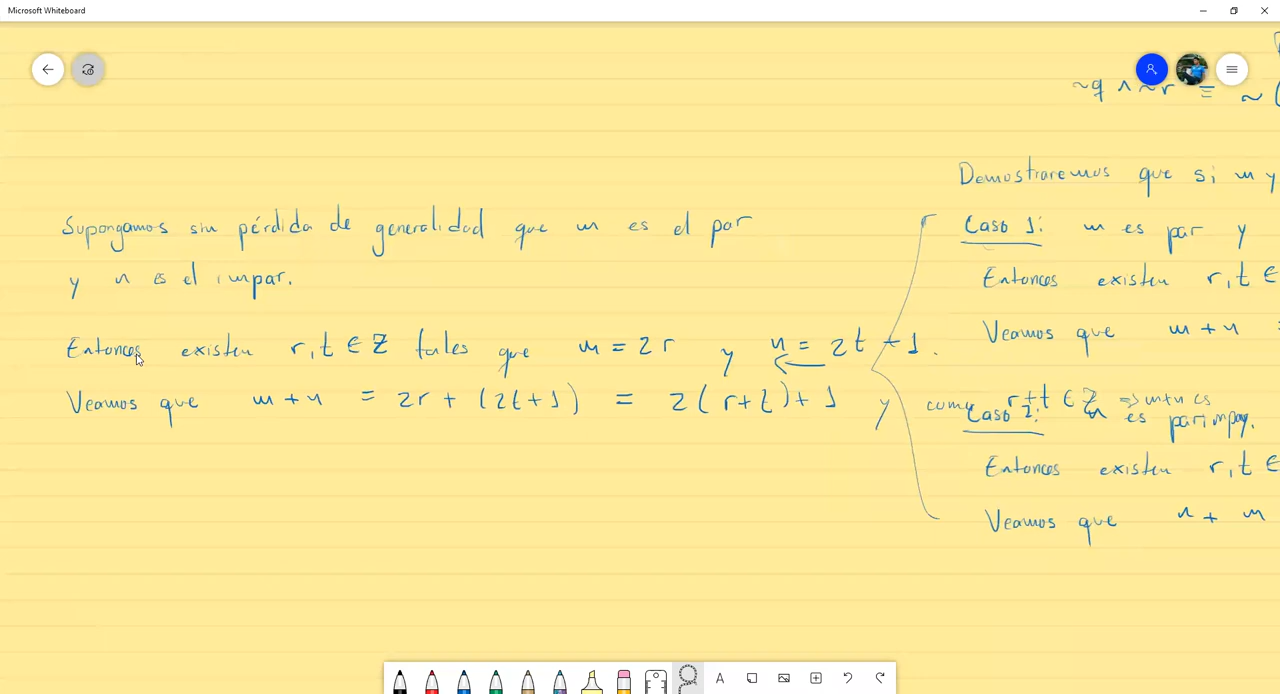 Microsoft Whiteboard
~q ∧ ~r ≡ ~(
Demostraremos que si m y
Supongamos sin pérdida de generalidad que m es el par
y n es el impar.
Entonces existen r, t ∈ Z tales que m = 2r y n = 2t + 1.
Veamos que m + n = 2r + (2t + 1) = 2(r + t) + 1 y como r + t ∈ Z ⇒ m + n es impar.
Caso 1: m es par y
Entonces existen r, t ∈
Veamos que m + n =
Caso 2: n es par
Entonces existen r, t ∈
Veamos que n + m
A